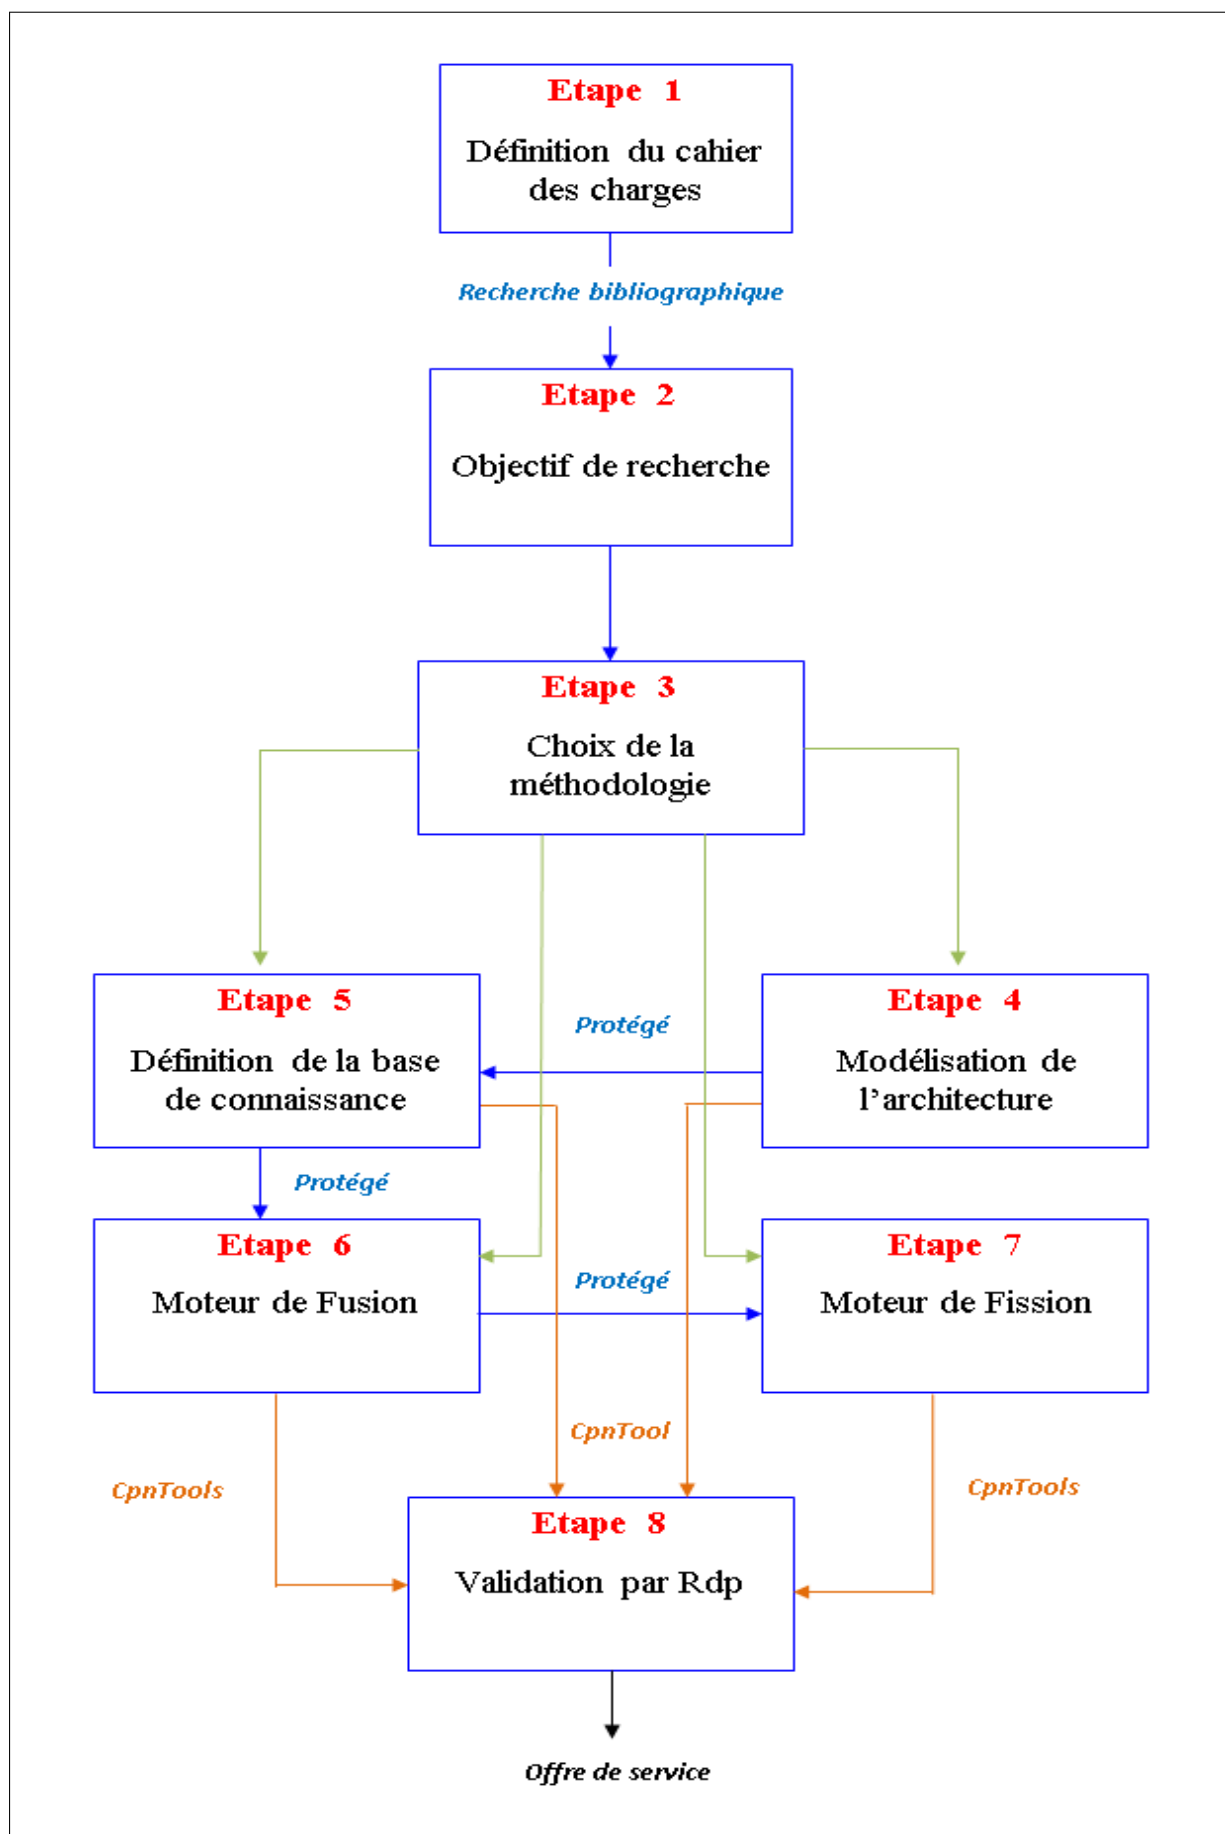 Etape 1
Définition du cahier
des charges
Recherche bibliographique
Etape 2
Objectif de recherche
Etape 3
Choix de la
méthodologie
Etape 5
Définition de la base
de connaissance
Protégé
Etape 4
Modélisation de
l’architecture
Protégé
Etape 6
Moteur de Fusion
Protégé
Etape 7
Moteur de Fission
CpnTool
CpnTools
CpnTools
Etape 8
Validation par Rdp
Offre de service